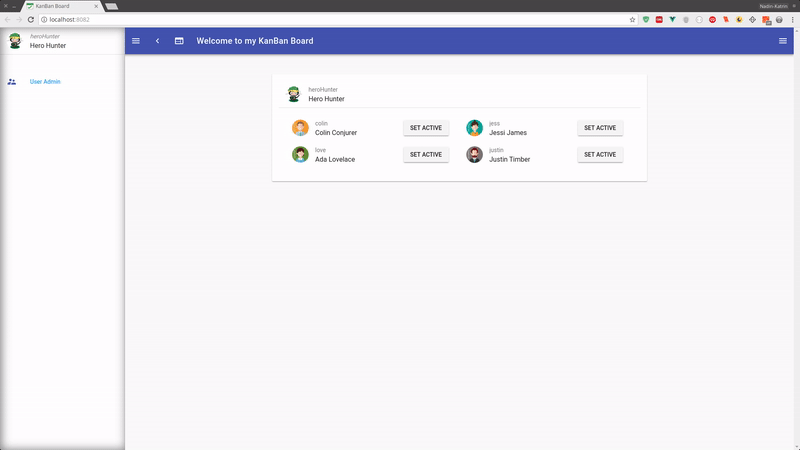 KanBan Board
Nadin-Katrin
localhost:8082
heroHunter
Hero Hunter
Welcome to my KanBan Board
User Admin
heroHunter
Hero Hunter
colin
Colin Conjurer
SET ACTIVE
jess
Jessi James
SET ACTIVE
love
Ada Lovelace
SET ACTIVE
justin
Justin Timber
SET ACTIVE